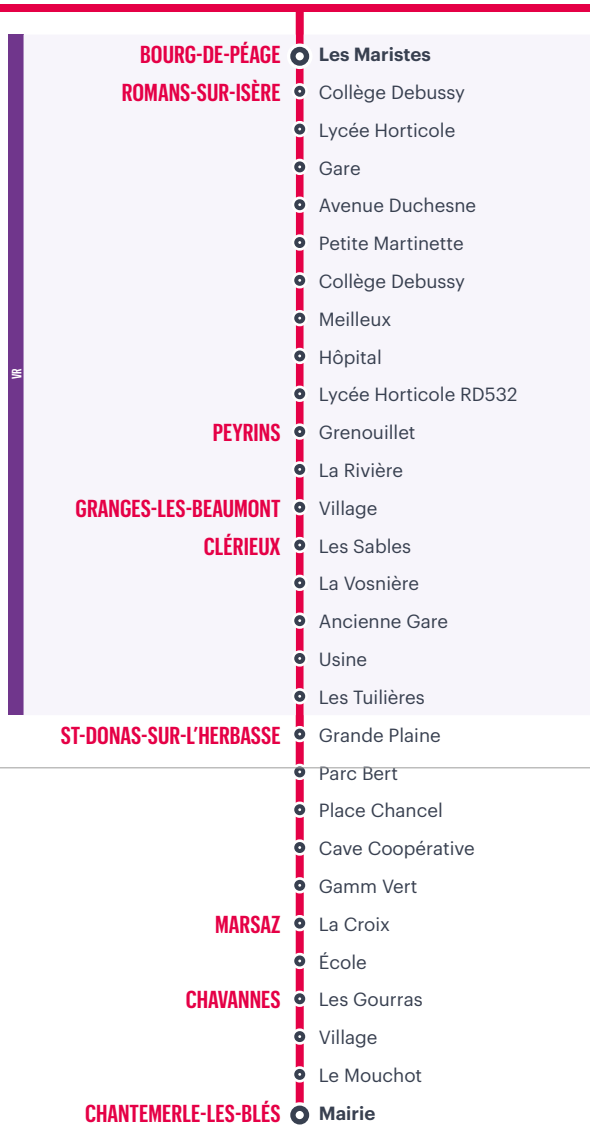 BOURG-DE-PÉAGE Les Maristes
ROMANS-SUR-ISÈRE Collège Debussy
Lycée Horticole
Gare
Avenue Duchesne
Petite Martinette
Collège Debussy
Meilleux
VR
Hôpital
Lycée Horticole RD532
PEYRINS Grenouillet
La Rivière
GRANGES-LES-BEAUMONT Village
CLÉRIEUX Les Sables
La Vosnière
Ancienne Gare
Usine
Les Tuilières
ST-DONAS-SUR-L'HERBASSE Grande Plaine
Parc Bert
Place Chancel
Cave Coopérative
Gamm Vert
MARSAZ La Croix
École
CHAVANNES Les Gourras
Village
Le Mouchot
CHANTEMERLE-LES-BLÉS Mairie